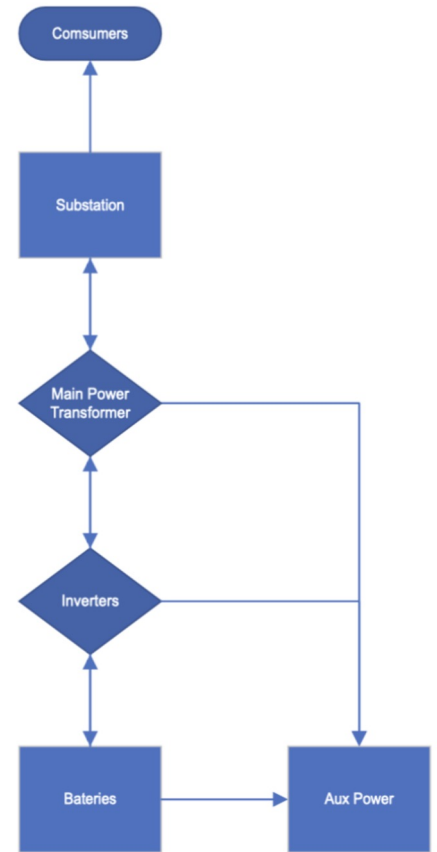 Comsumers
Substation
Main Power
Transformer
Inverters
Bateries
Aux Power